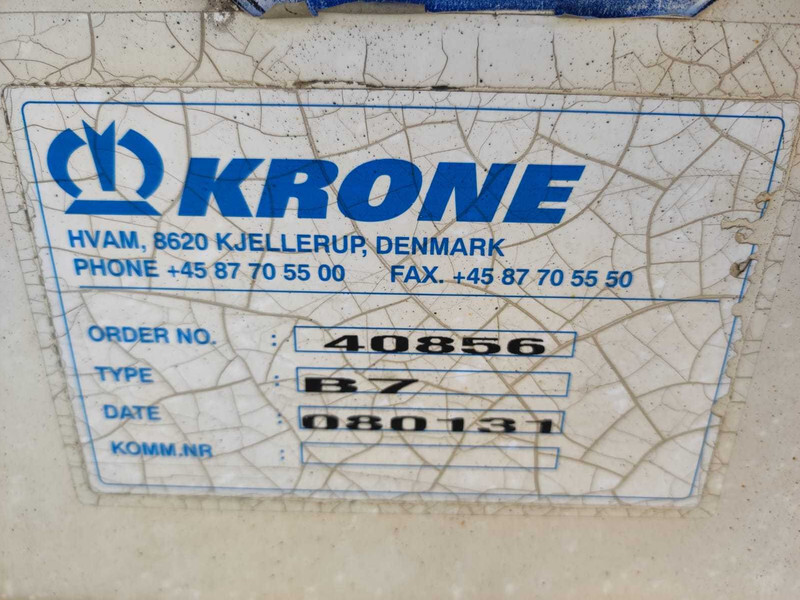 KRONE
HVAM, 8620 KJELLERUP, DENMARK
PHONE +45 87 70 55 00 FAX. +45 87 70 55 50
ORDER NO. : 40856
TYPE : B7
DATE : 080131
KOMM.NR :